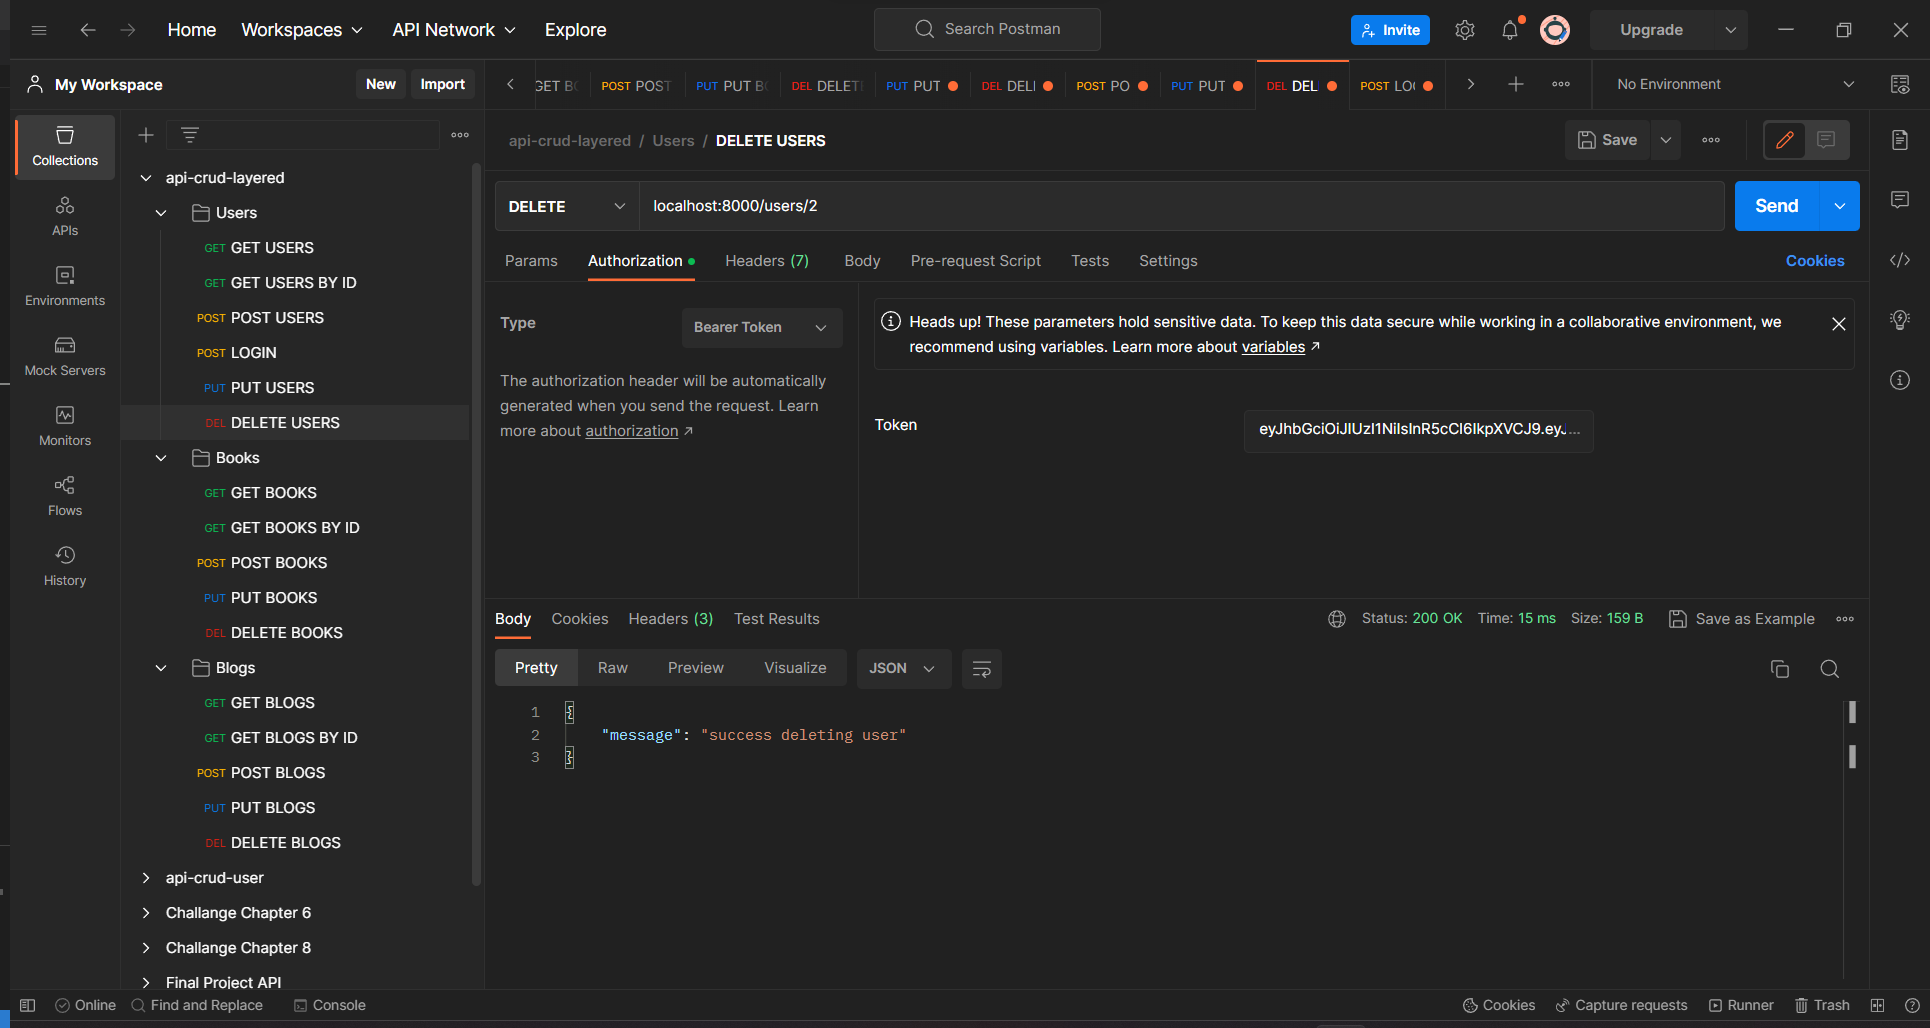 Home Workspaces API Network Explore Search Postman Invite Upgrade
My Workspace New Import
GET BO POST POST PUT PUT B DEL DELETE PUT PUT DEL DELI POST PO PUT PUT DEL DEL POST LO No Environment
Collections
APIs
Environments
Mock Servers
Monitors
Flows
History
api-crud-layered
Users
GET GET USERS
GET GET USERS BY ID
POST POST USERS
POST LOGIN
PUT PUT USERS
DEL DELETE USERS
Books
GET GET BOOKS
GET GET BOOKS BY ID
POST POST BOOKS
PUT PUT BOOKS
DEL DELETE BOOKS
Blogs
GET GET BLOGS
GET GET BLOGS BY ID
POST POST BLOGS
PUT PUT BLOGS
DEL DELETE BLOGS
api-crud-user
Challange Chapter 6
Challange Chapter 8
Final Project API
api-crud-layered / Users / DELETE USERS Save
DELETE localhost:8000/users/2 Send
Params Authorization Headers (7) Body Pre-request Script Tests Settings Cookies
Type Bearer Token
The authorization header will be automatically
generated when you send the request. Learn
more about authorization ↗
Heads up! These parameters hold sensitive data. To keep this data secure while working in a collaborative environment, we
recommend using variables. Learn more about variables ↗
Token eyJhbGciOiJIUzI1NiIsInR5cCI6IkpXVCJ9.eyJ...
Body Cookies Headers (3) Test Results Status: 200 OK Time: 15 ms Size: 159 B Save as Example
Pretty Raw Preview Visualize JSON
1 {
2 "message": "success deleting user"
3 }
Online Find and Replace Console Cookies Capture requests Runner Trash